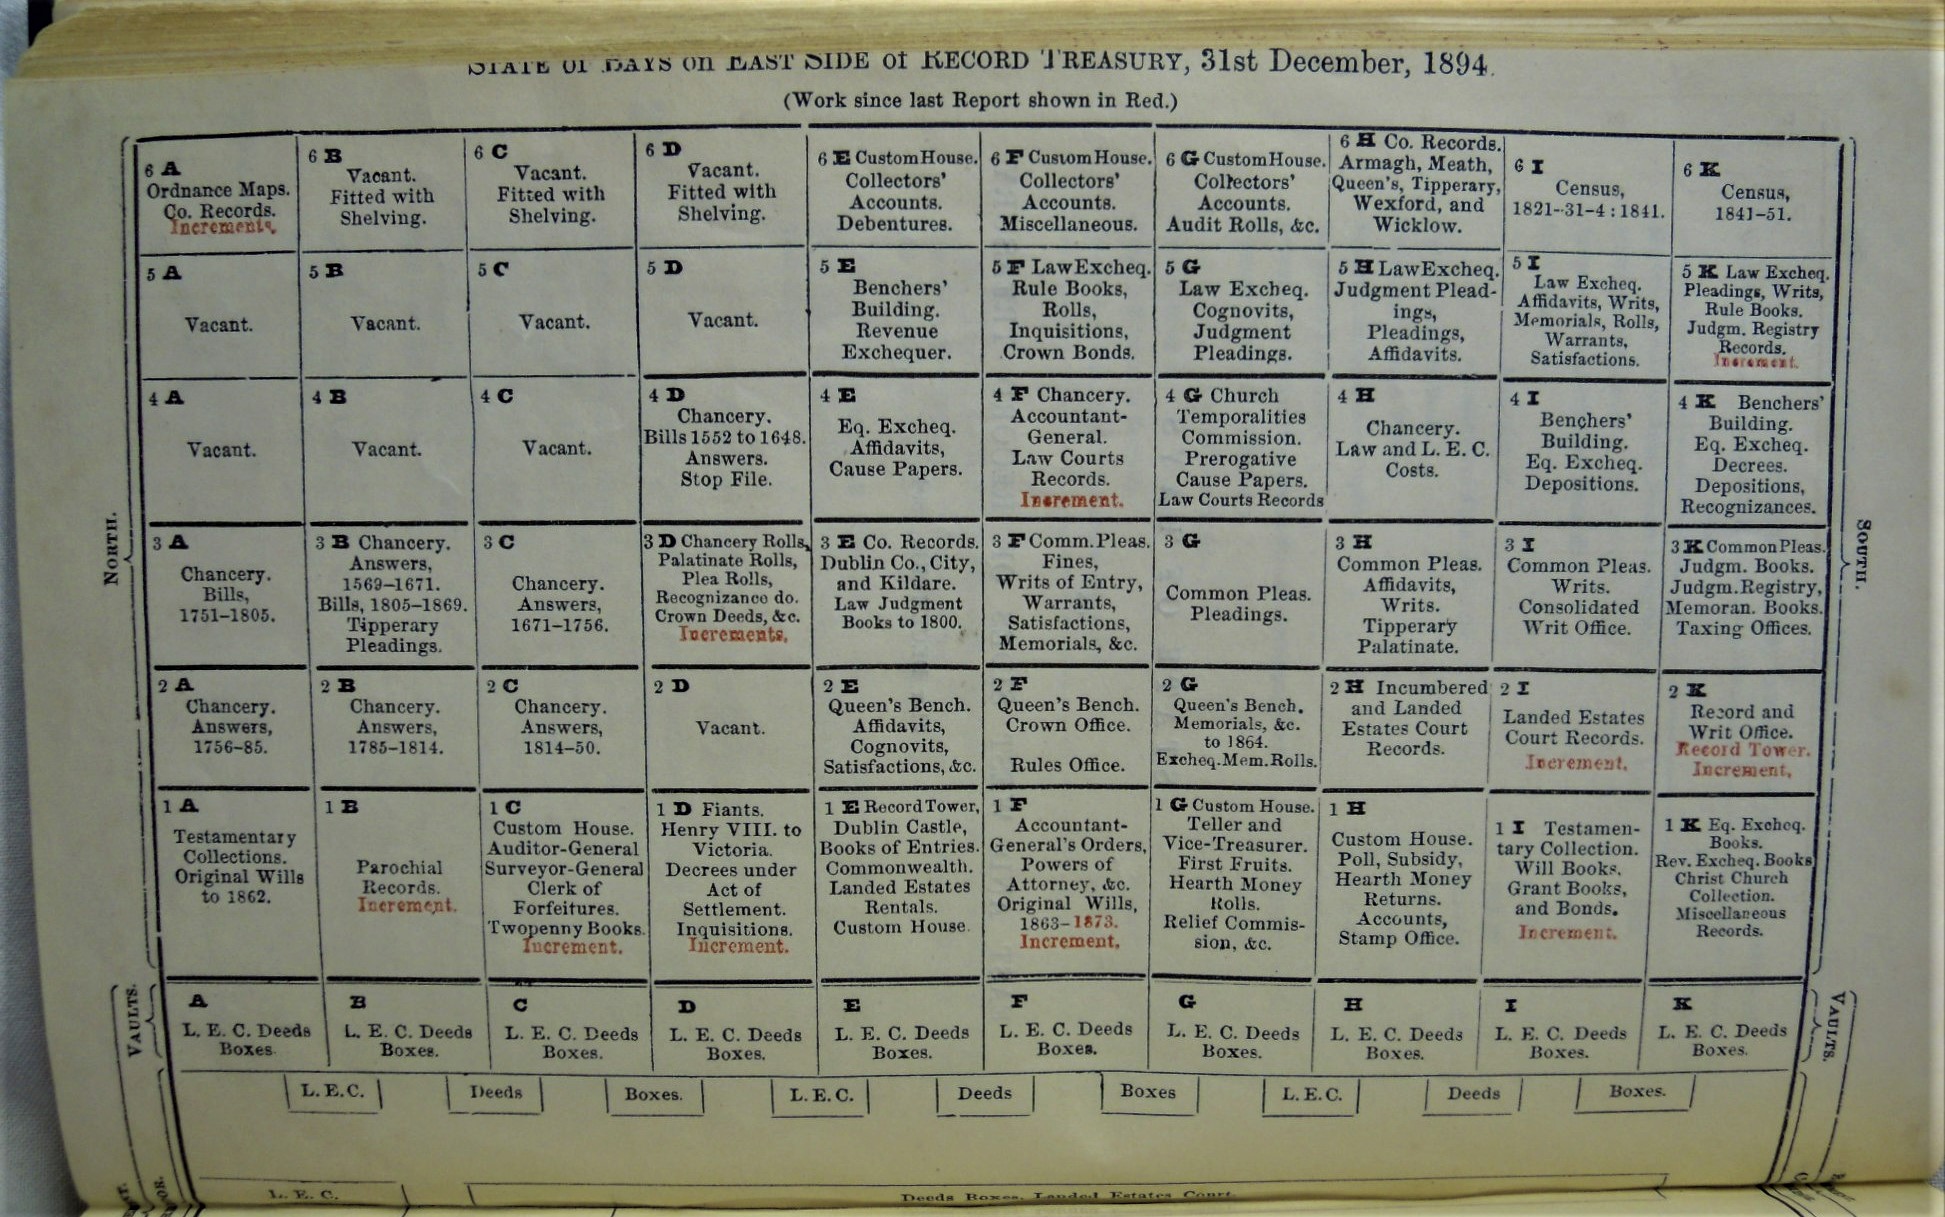 STATE of BAYS on EAST SIDE of RECORD TREASURY, 31st December, 1894.
(Work since last Report shown in Red.)
NORTH.
SOUTH.
6 A
Ordnance Maps.
Co. Records.
Increments.
6 B
Vacant.
Fitted with
Shelving.
6 C
Vacant.
Fitted with
Shelving.
6 D
Vacant.
Fitted with
Shelving.
6 E Custom House.
Collectors'
Accounts.
Debentures.
6 F Custom House.
Collectors'
Accounts.
Miscellaneous.
6 G Custom House.
Collectors'
Accounts.
Audit Rolls, &c.
6 H Co. Records.
Armagh, Meath,
Queen's, Tipperary,
Wexford, and
Wicklow.
6 I
Census,
1821-31-4 : 1841.
6 K
Census,
1841-51.
5 A
Vacant.
5 B
Vacant.
5 C
Vacant.
5 D
Vacant.
5 E
Benchers'
Building.
Revenue
Exchequer.
5 F Law Excheq.
Rule Books,
Rolls,
Inquisitions,
Crown Bonds.
5 G
Law Excheq.
Cognovits,
Judgment
Pleadings.
5 H Law Excheq.
Judgment Plead-
ings,
Pleadings,
Affidavits.
5 I
Law Excheq.
Affidavits, Writs,
Memorials, Rolls,
Warrants,
Satisfactions.
5 K Law Excheq.
Pleadings, Writs,
Rule Books.
Judgm. Registry
Records.
Increment.
4 A
Vacant.
4 B
Vacant.
4 C
Vacant.
4 D
Chancery.
Bills 1552 to 1648.
Answers.
Stop File.
4 E
Eq. Excheq.
Affidavits,
Cause Papers.
4 F Chancery.
Accountant-
General.
Law Courts
Records.
Increment.
4 G Church
Temporalities
Commission.
Prerogative
Cause Papers.
Law Courts Records
4 H
Chancery.
Law and L. E. C.
Costs.
4 I
Benchers'
Building.
Eq. Excheq.
Depositions.
4 K Benchers'
Building.
Eq. Excheq.
Decrees.
Depositions,
Recognizances.
3 A
Chancery.
Bills,
1751-1805.
3 B Chancery.
Answers,
1569-1671.
Bills, 1805-1869.
Tipperary
Pleadings.
3 C
Chancery.
Answers,
1671-1756.
3 D Chancery Rolls,
Palatinate Rolls,
Plea Rolls,
Recognizance do.
Crown Deeds, &c.
Increments.
3 E Co. Records.
Dublin Co., City,
and Kildare.
Law Judgment
Books to 1800.
3 F Comm. Pleas.
Fines,
Writs of Entry,
Warrants,
Satisfactions,
Memorials, &c.
3 G
Common Pleas.
Pleadings.
3 H
Common Pleas.
Affidavits,
Writs.
Tipperary
Palatinate.
3 I
Common Pleas.
Writs.
Consolidated
Writ Office.
3 K Common Pleas.
Judgm. Books.
Judgm. Registry,
Memoran. Books.
Taxing Offices.
2 A
Chancery.
Answers,
1756-85.
2 B
Chancery.
Answers,
1785-1814.
2 C
Chancery.
Answers,
1814-50.
2 D
Vacant.
2 E
Queen's Bench.
Affidavits,
Cognovits,
Satisfactions, &c.
2 F
Queen's Bench.
Crown Office.
Rules Office.
2 G
Queen's Bench.
Memorials, &c.
to 1864.
Excheq. Mem. Rolls.
2 H Incumbered
and Landed
Estates Court
Records.
2 I
Landed Estates
Court Records.
Increment.
2 K
Record and
Writ Office.
Record Tower.
Increment.
1 A
Testamentary
Collections.
Original Wills
to 1862.
1 B
Parochial
Records.
Increment.
1 C
Custom House.
Auditor-General
Surveyor-General
Clerk of
Forfeitures.
Twopenny Books.
Increment.
1 D Fiants.
Henry VIII. to
Victoria.
Decrees under
Act of
Settlement.
Inquisitions.
Increment.
1 E Record Tower,
Dublin Castle,
Books of Entries.
Commonwealth.
Landed Estates
Rentals.
Custom House.
1 F
Accountant-
General's Orders,
Powers of
Attorney, &c.
Original Wills,
1863-1873.
Increment.
1 G Custom House.
Teller and
Vice-Treasurer.
First Fruits.
Hearth Money
Rolls.
Relief Commis-
sion, &c.
1 H
Custom House.
Poll, Subsidy,
Hearth Money
Returns.
Accounts,
Stamp Office.
1 I Testamen-
tary Collection.
Will Books.
Grant Books,
and Bonds.
Increment.
1 K Eq. Excheq.
Books.
Rev. Excheq. Books
Christ Church
Collection.
Miscellaneous
Records.
VAULTS.
VAULTS.
A
L. E. C. Deeds
Boxes.
B
L. E. C. Deeds
Boxes.
C
L. E. C. Deeds
Boxes.
D
L. E. C. Deeds
Boxes.
E
L. E. C. Deeds
Boxes.
F
L. E. C. Deeds
Boxes.
G
L. E. C. Deeds
Boxes.
H
L. E. C. Deeds
Boxes.
I
L. E. C. Deeds
Boxes.
K
L. E. C. Deeds
Boxes.
L. E. C. Deeds Boxes. L. E. C. Deeds Boxes L. E. C. Deeds Boxes.
L. E. C. Deeds Boxes, Landed Estates Court.